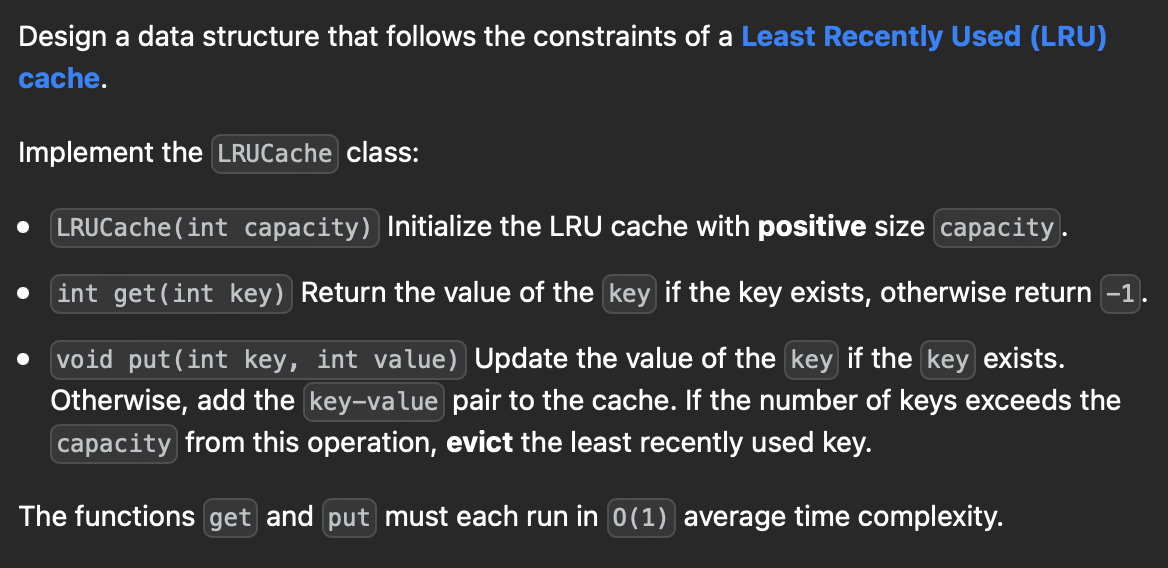 Design a data structure that follows the constraints of a Least Recently Used (LRU)
cache.
Implement the LRUCache class:
• LRUCache(int capacity) Initialize the LRU cache with positive size capacity.
• int get(int key) Return the value of the key if the key exists, otherwise return -1.
• void put(int key, int value) Update the value of the key if the key exists.
Otherwise, add the key-value pair to the cache. If the number of keys exceeds the
capacity from this operation, evict the least recently used key.
The functions get and put must each run in O(1) average time complexity.